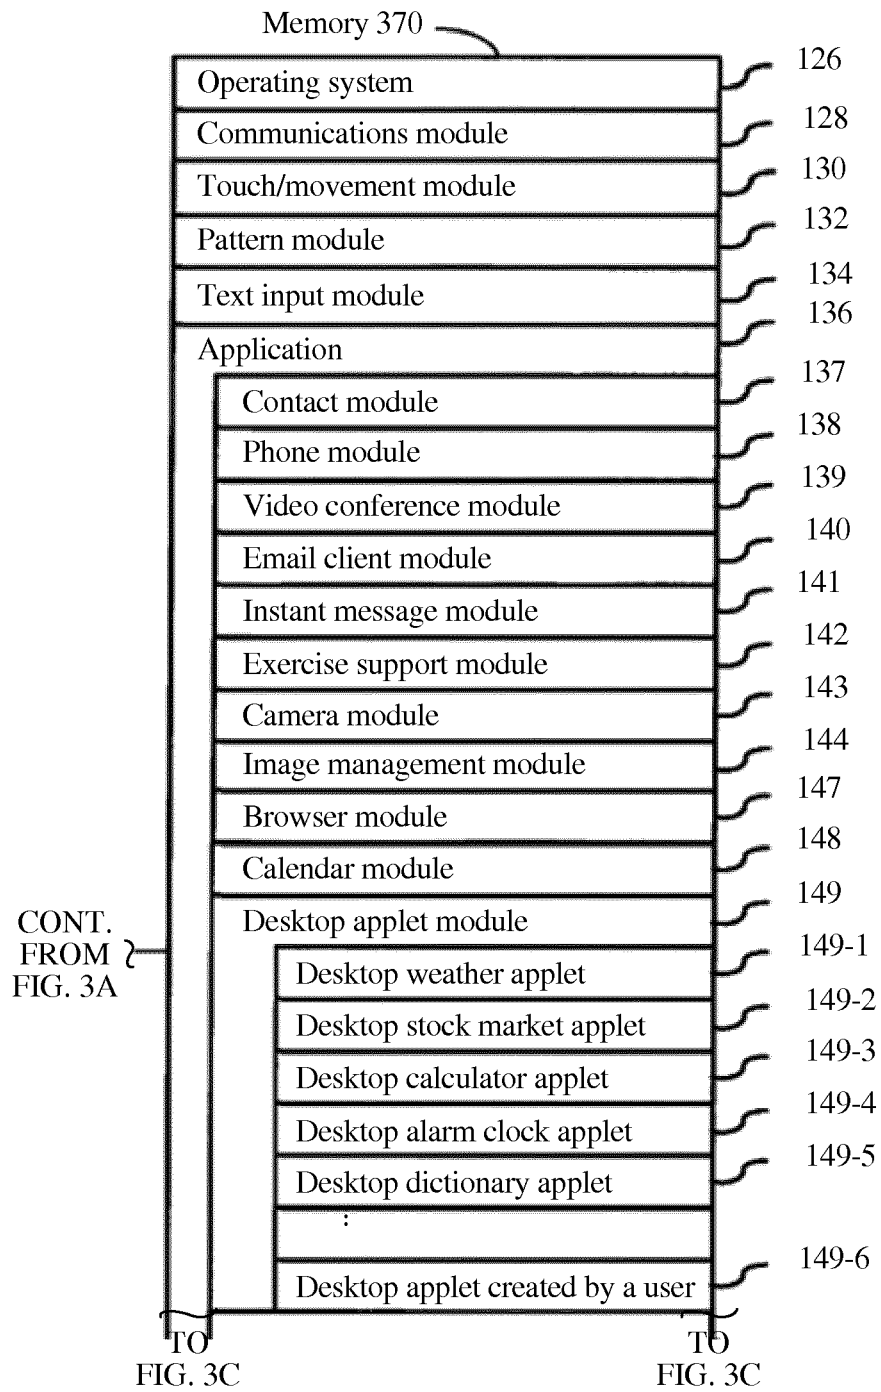 Memory 370
Operating system
126
Communications module
128
Touch/movement module
130
Pattern module
132
Text input module
134
Application
136
Contact module
137
Phone module
138
Video conference module
139
Email client module
140
Instant message module
141
Exercise support module
142
Camera module
143
Image management module
144
Browser module
147
Calendar module
148
Desktop applet module
149
CONT.
FROM
FIG. 3A
Desktop weather applet
149-1
Desktop stock market applet
149-2
Desktop calculator applet
149-3
Desktop alarm clock applet
149-4
Desktop dictionary applet
149-5
⋮
Desktop applet created by a user
149-6
TO
FIG. 3C
TO
FIG. 3C